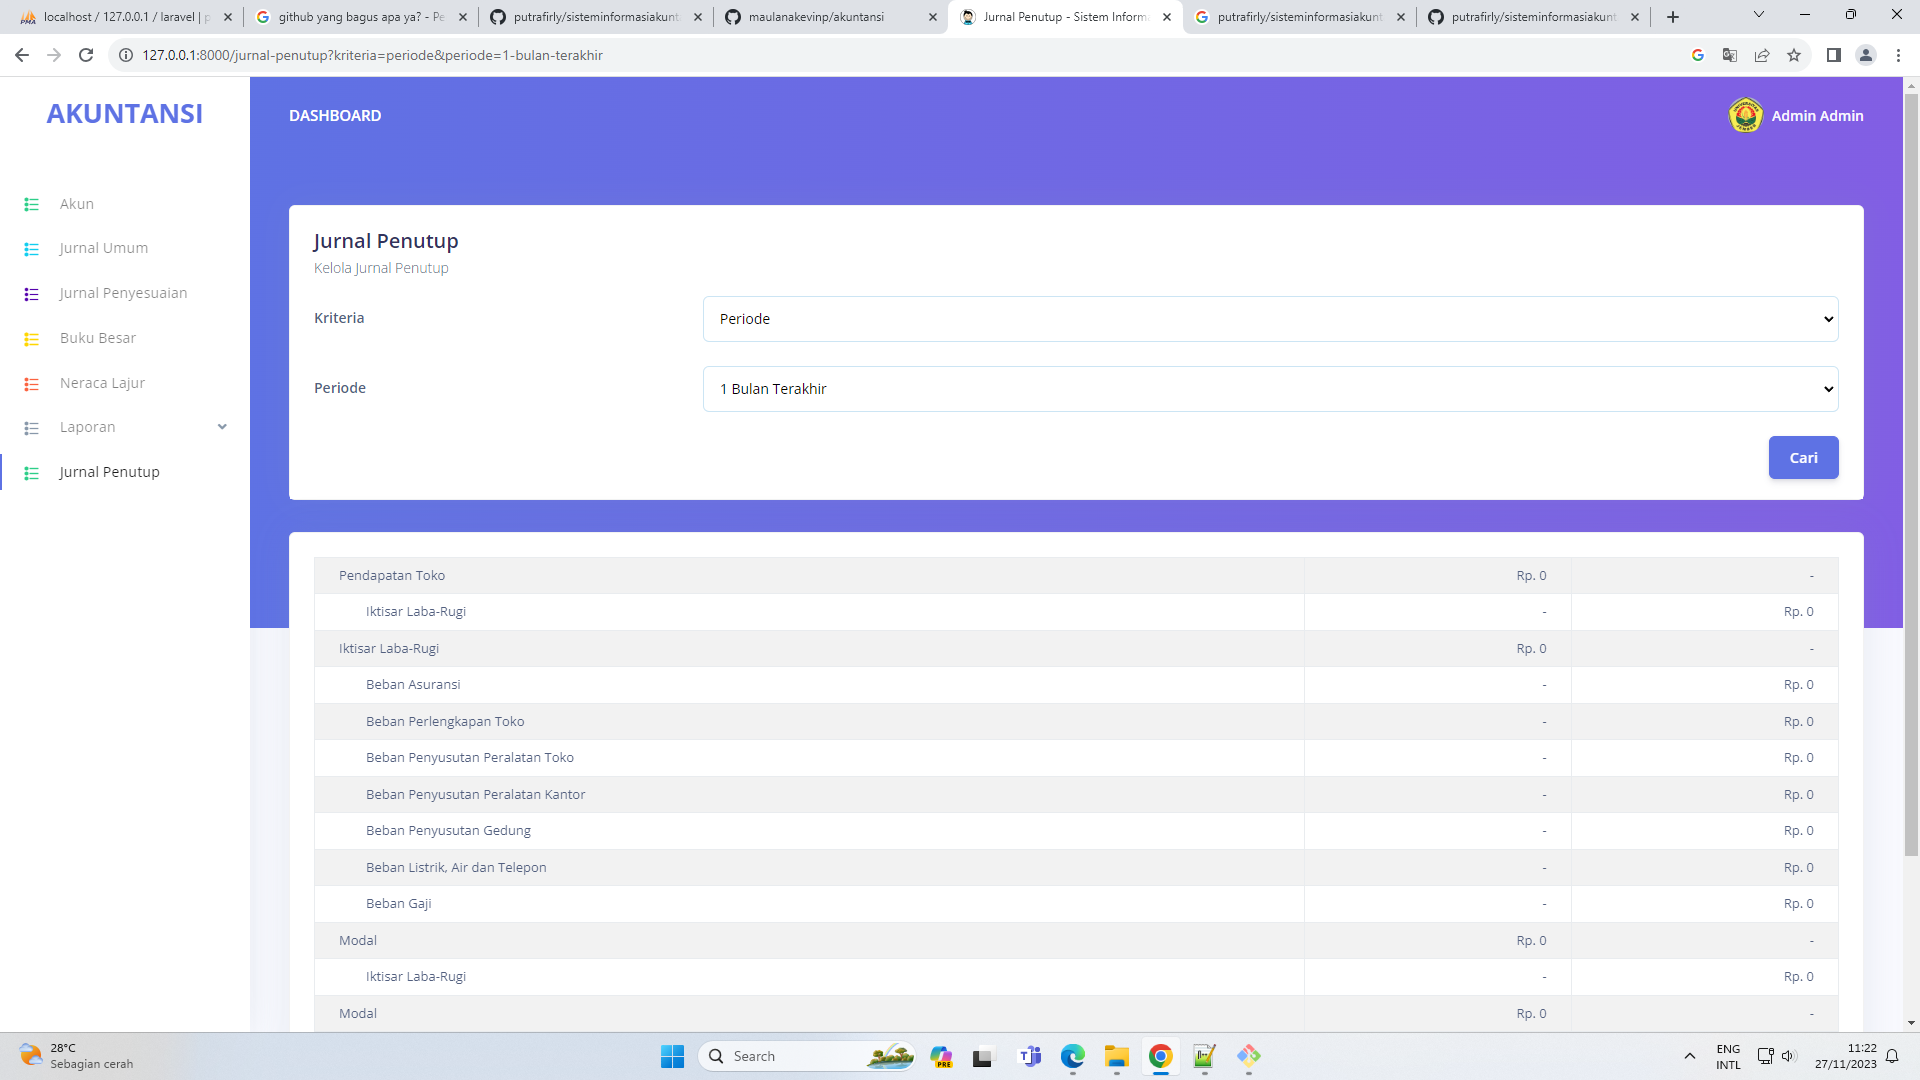 localhost / 127.0.0.1 / laravel | p
github yang bagus apa ya? - Pe
putrafirly/sisteminformasiakunt
maulanakevinp/akuntansi
Jurnal Penutup - Sistem Inform
putrafirly/sisteminformasiakunt
putrafirly/sisteminformasiakunt
127.0.0.1:8000/jurnal-penutup?kriteria=periode&periode=1-bulan-terakhir
AKUNTANSI
DASHBOARD
Admin Admin
Akun
Jurnal Umum
Jurnal Penyesuaian
Buku Besar
Neraca Lajur
Laporan
Jurnal Penutup
Jurnal Penutup
Kelola Jurnal Penutup
Kriteria
Periode
Periode
1 Bulan Terakhir
Cari
Pendapatan Toko Rp. 0 -
Iktisar Laba-Rugi - Rp. 0
Iktisar Laba-Rugi Rp. 0 -
Beban Asuransi - Rp. 0
Beban Perlengkapan Toko - Rp. 0
Beban Penyusutan Peralatan Toko - Rp. 0
Beban Penyusutan Peralatan Kantor - Rp. 0
Beban Penyusutan Gedung - Rp. 0
Beban Listrik, Air dan Telepon - Rp. 0
Beban Gaji - Rp. 0
Modal Rp. 0 -
Iktisar Laba-Rugi - Rp. 0
Modal Rp. 0 -
28°C
Sebagian cerah
Search
PRE
ENG
INTL
11:22
27/11/2023